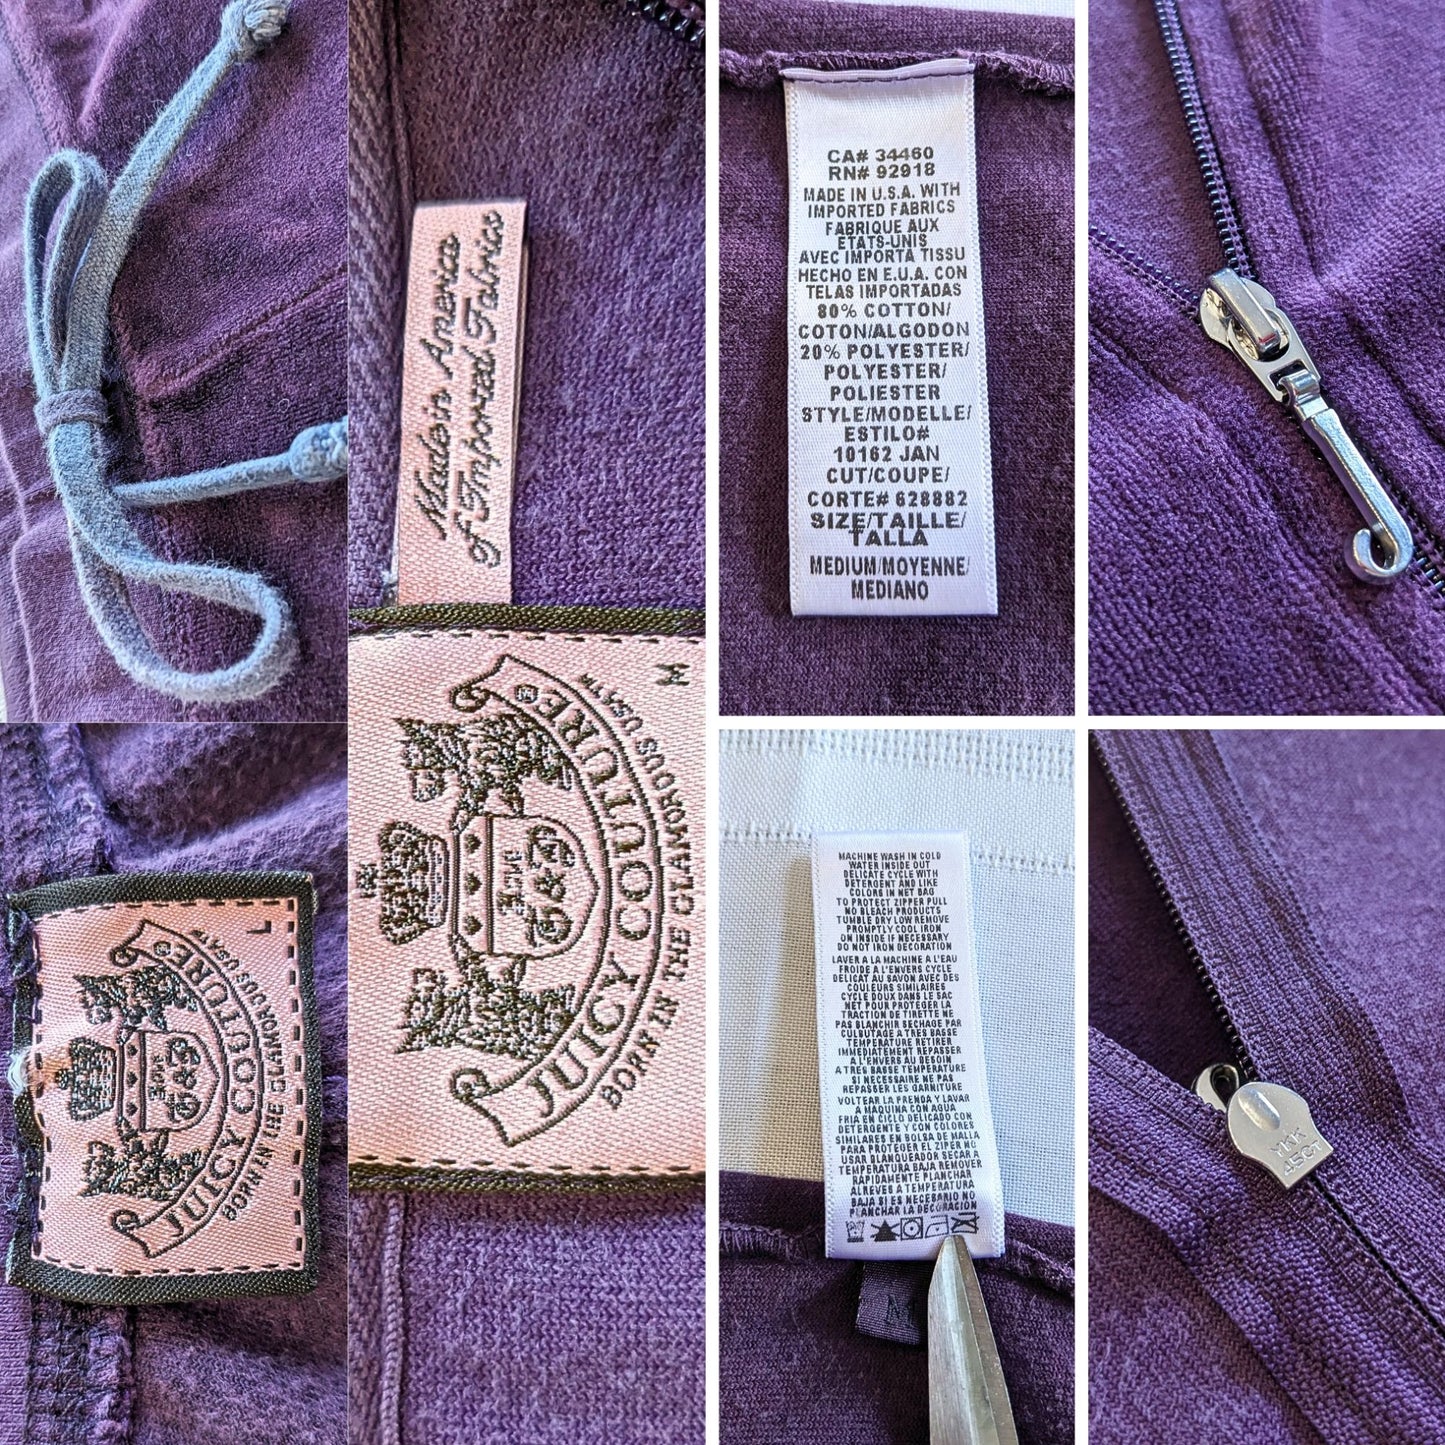 Made in America
of Imported Fabrics
M
JUICY COUTURE®
BORN IN THE GLAMOROUS USA™
LOVE
G&P
L
JUICY COUTURE®
BORN IN THE GLAMOROUS USA™
LOVE
G&P
CA# 34460
RN# 92918
MADE IN U.S.A. WITH
IMPORTED FABRICS
FABRIQUE AUX
ETATS-UNIS
AVEC IMPORTA TISSU
HECHO EN E.U.A. CON
TELAS IMPORTADAS
80% COTTON/
COTON/ALGODON
20% POLYESTER/
POLYESTER/
POLIESTER
STYLE/MODELLE/
ESTILO#
10162 JAN
CUT/COUPE/
CORTE# 628882
SIZE/TAILLE/
TALLA
MEDIUM/MOYENNE/
MEDIANO
MACHINE WASH IN COLD
WATER INSIDE OUT
DELICATE CYCLE WITH
DETERGENT AND LIKE
COLORS IN NET BAG
TO PROTECT ZIPPER PULL
NO BLEACH PRODUCTS
TUMBLE DRY LOW REMOVE
PROMPTLY COOL IRON
ON INSIDE IF NECESSARY
DO NOT IRON DECORATION
LAVER A LA MACHINE A L'EAU
FROIDE A L'ENVERS CYCLE
DELICAT AU SAVON AVEC DES
COULEURS SIMILAIRES
CYCLE DOUX DANS LE SAC
NET POUR PROTEGER LA
TRACTION DE TIRETTE NE
PAS BLANCHIR SECHAGE PAR
CULBUTAGE A TRES BASSE
TEMPERATURE RETIRER
IMMEDIATEMENT REPASSER
A L'ENVERS AU BESOIN
A TRES BASSE TEMPERATURE
SI NECESSAIRE NE PAS
REPASSER LES GARNITURE
VOLTEAR LA PRENDA Y LAVAR
A MAQUINA CON AGUA
FRIA EN CICLO DELICADO CON
DETERGENTE Y CON COLORES
SIMILARES EN BOLSA DE MALLA
PARA PROTEGER EL ZIPER NO
USAR BLANQUEADOR SECAR A
TEMPERATURA BAJA REMOVER
RAPIDAMENTE PLANCHAR
ALREVES A TEMPERATURA
BAJA SI ES NECESARIO NO
PLANCHAR LA DECORACION
M
YKK
45CT